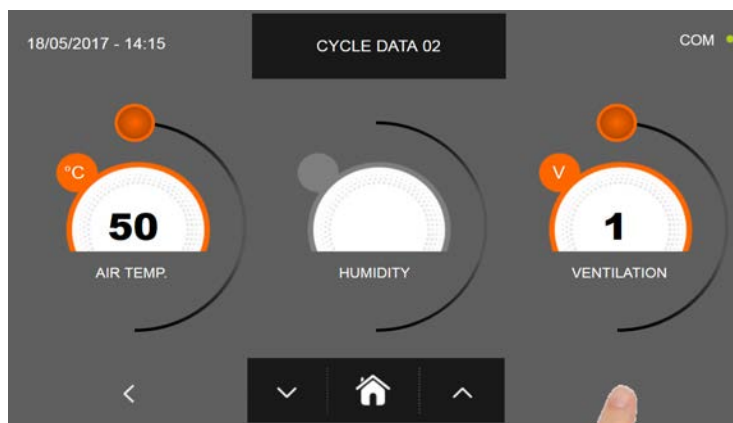 18/05/2017 - 14:15
CYCLE DATA 02
COM
°C
50
AIR TEMP.
HUMIDITY
V
1
VENTILATION